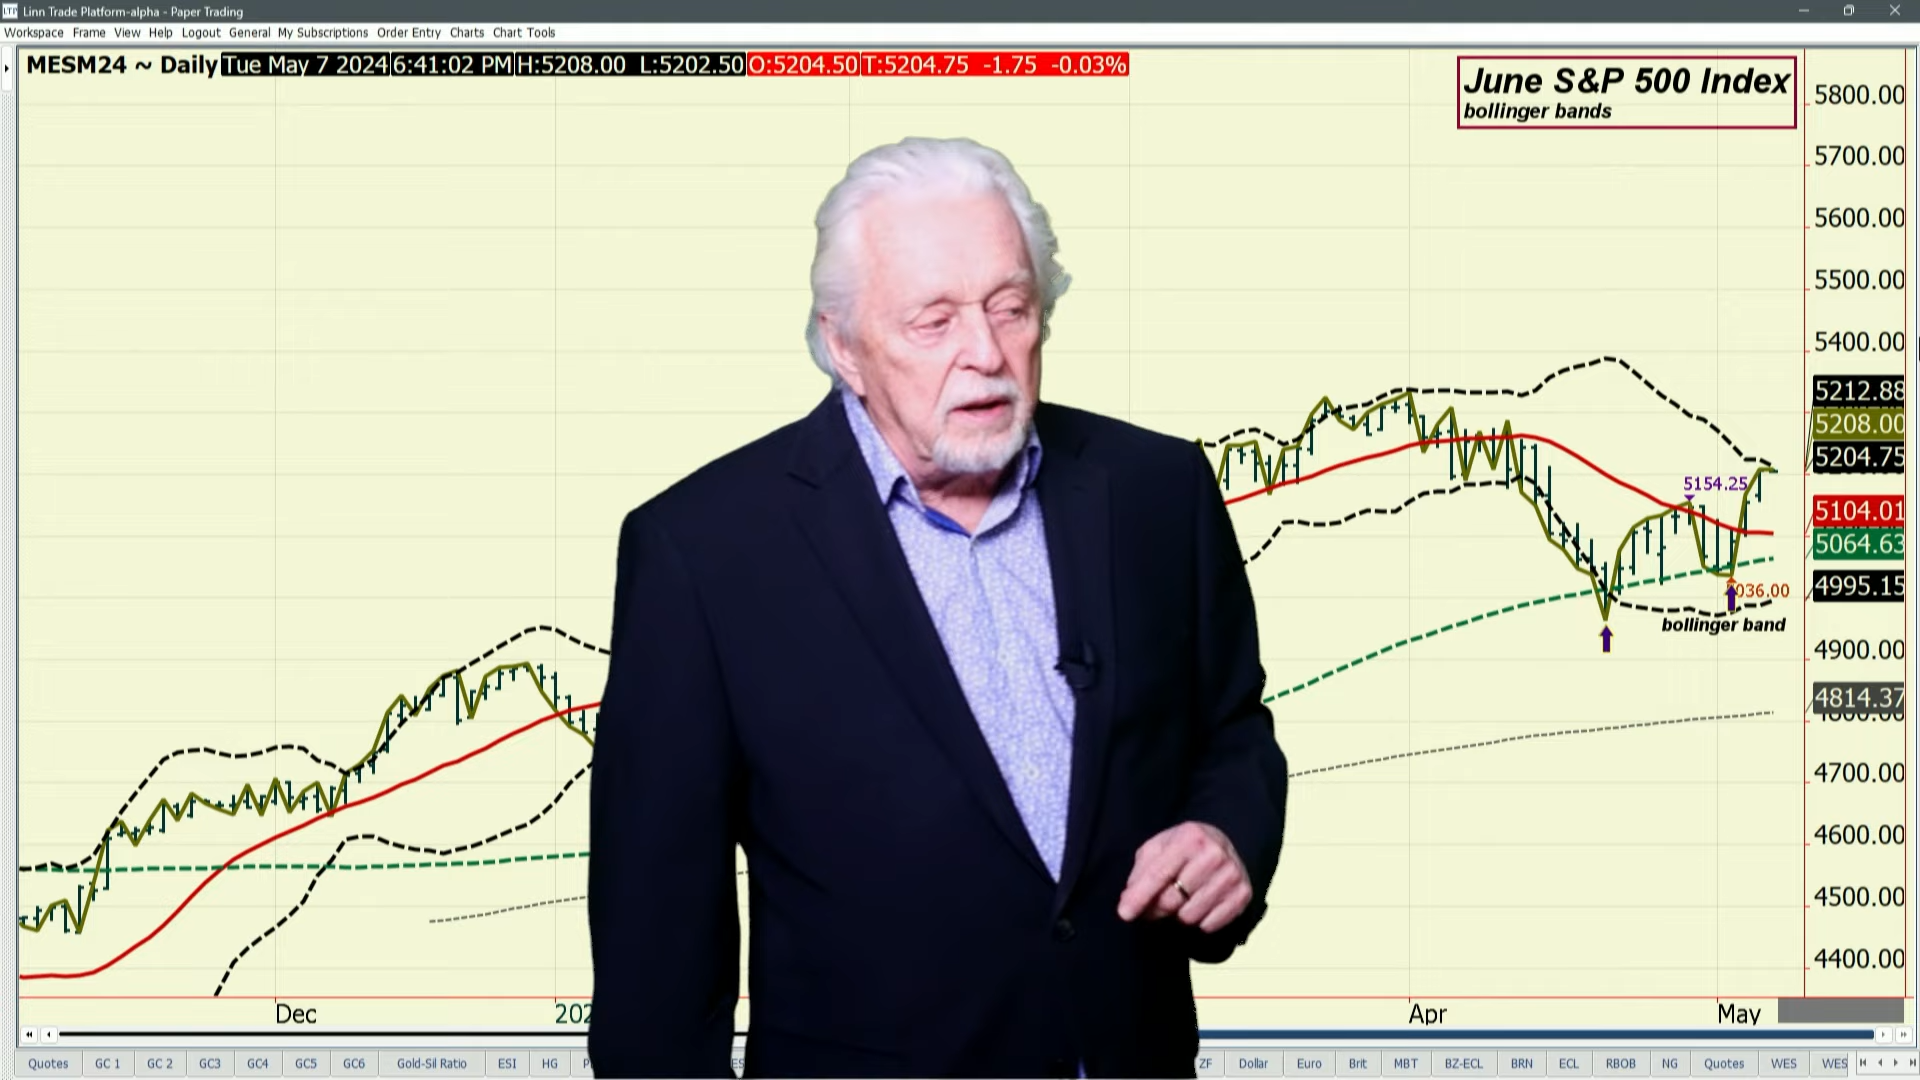 Linn Trade Platform-alpha - Paper Trading
Workspace Frame View Help Logout General My Subscriptions Order Entry Charts Chart Tools
MESM24 ~ Daily Tue May 7 2024 6:41:02 PM H:5208.00 L:5202.50 O:5204.50 T:5204.75 -1.75 -0.03%
June S&P 500 Index
bollinger bands
5800.00
5700.00
5600.00
5500.00
5400.00
5212.88
5208.00
5204.75
5154.25
5104.01
5064.63
4995.15
036.00
bollinger band
4900.00
4814.37
4700.00
4600.00
4500.00
4400.00
Dec
202
Apr
May
Quotes GC 1 GC 2 GC3 GC4 GC5 GC6 Gold-Sil Ratio ESI HG ZF Dollar Euro Brit MBT BZ-ECL BRN ECL RBOB NG Quotes WES WES